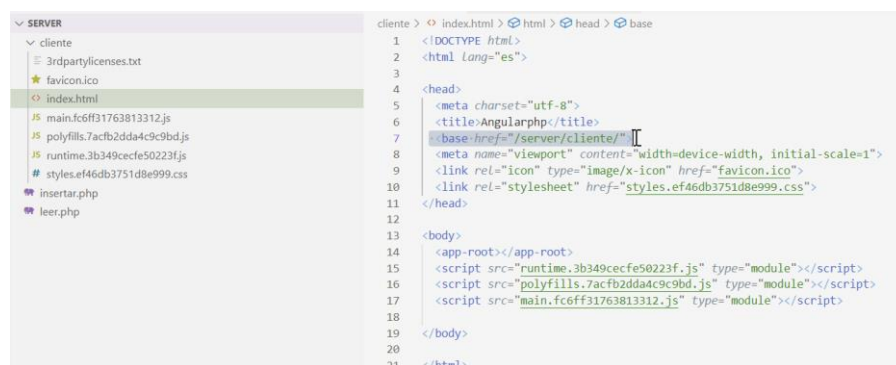 SERVER
cliente
3rdpartylicenses.txt
favicon.ico
index.html
main.fc6ff31763813312.js
polyfills.7acfb2dda4c9c9bd.js
runtime.3b349cecfe50223f.js
styles.ef46db3751d8e999.css
insertar.php
leer.php
cliente > index.html > html > head > base
1 <!DOCTYPE html>
2 <html lang="es">
3
4 <head>
5 <meta charset="utf-8">
6 <title>Angularphp</title>
7 <base href="/server/cliente/">
8 <meta name="viewport" content="width=device-width, initial-scale=1">
9 <link rel="icon" type="image/x-icon" href="favicon.ico">
10 <link rel="stylesheet" href="styles.ef46db3751d8e999.css">
11 </head>
12
13 <body>
14 <app-root></app-root>
15 <script src="runtime.3b349cecfe50223f.js" type="module"></script>
16 <script src="polyfills.7acfb2dda4c9c9bd.js" type="module"></script>
17 <script src="main.fc6ff31763813312.js" type="module"></script>
18
19 </body>
20
21 </html>